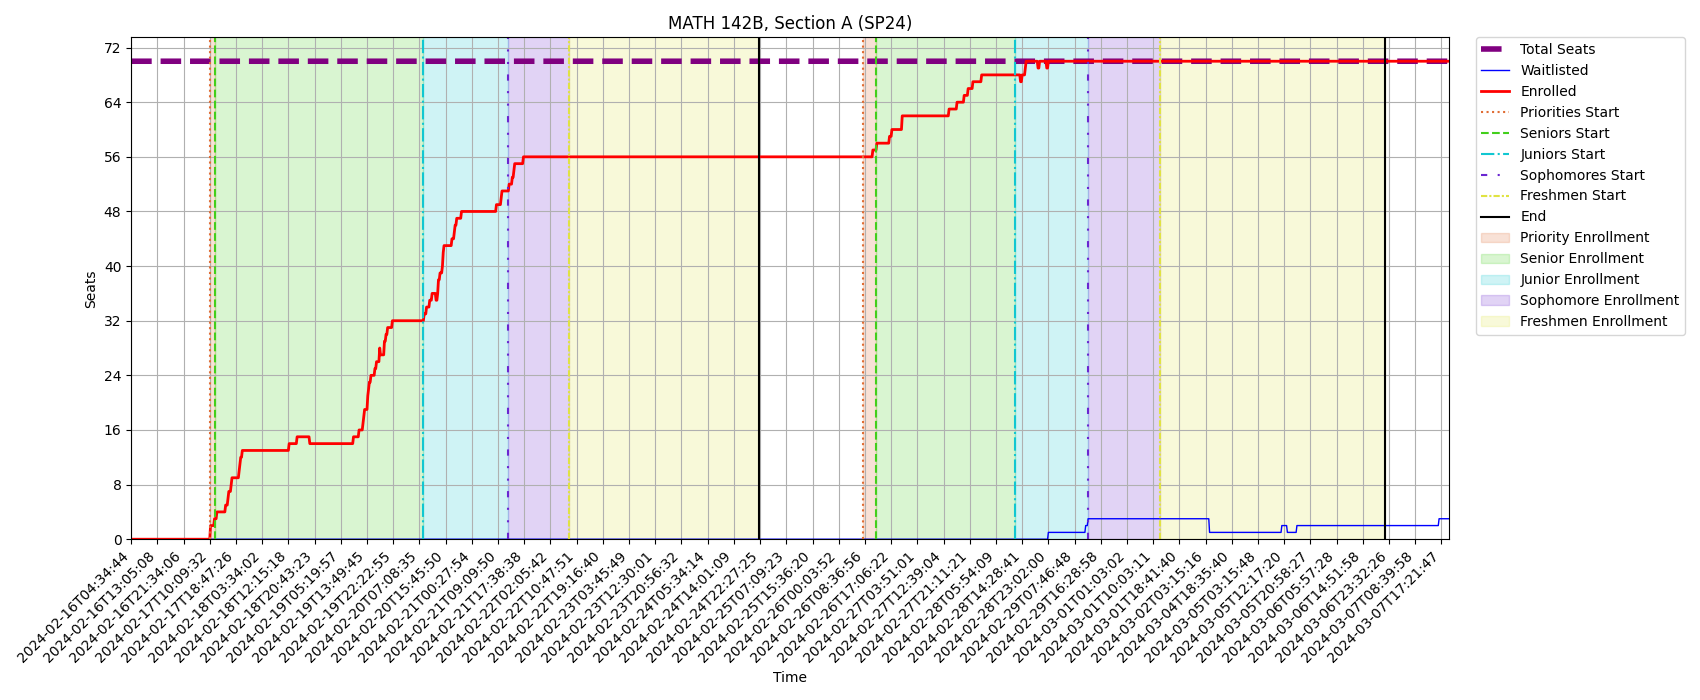 MATH 142B, Section A (SP24)
72
64
56
48
40
32
24
16
8
0
Seats
2024-02-16T04:34:44
2024-02-16T13:05:08
2024-02-16T21:34:06
2024-02-17T10:09:32
2024-02-17T18:47:26
2024-02-18T03:34:02
2024-02-18T12:15:18
2024-02-18T20:43:23
2024-02-19T05:19:57
2024-02-19T13:49:45
2024-02-19T22:22:55
2024-02-20T07:08:35
2024-02-20T15:45:50
2024-02-21T00:27:54
2024-02-21T09:09:50
2024-02-21T17:38:38
2024-02-22T02:05:42
2024-02-22T10:47:51
2024-02-22T19:16:40
2024-02-23T03:45:49
2024-02-23T12:30:01
2024-02-23T20:56:32
2024-02-24T05:34:14
2024-02-24T14:01:09
2024-02-24T22:27:25
2024-02-25T07:09:23
2024-02-25T15:36:20
2024-02-26T00:03:52
2024-02-26T08:36:56
2024-02-26T17:06:22
2024-02-27T03:51:01
2024-02-27T12:39:04
2024-02-27T21:11:21
2024-02-28T05:54:09
2024-02-28T14:28:41
2024-02-28T23:02:00
2024-02-29T07:46:48
2024-02-29T16:28:58
2024-03-01T01:03:02
2024-03-01T10:03:11
2024-03-01T18:41:40
2024-03-02T03:15:16
2024-03-04T18:35:40
2024-03-05T03:15:48
2024-03-05T12:17:20
2024-03-05T20:58:27
2024-03-06T05:57:28
2024-03-06T14:51:58
2024-03-06T23:32:26
2024-03-07T08:39:58
2024-03-07T17:21:47
Time
Total Seats
Waitlisted
Enrolled
Priorities Start
Seniors Start
Juniors Start
Sophomores Start
Freshmen Start
End
Priority Enrollment
Senior Enrollment
Junior Enrollment
Sophomore Enrollment
Freshmen Enrollment